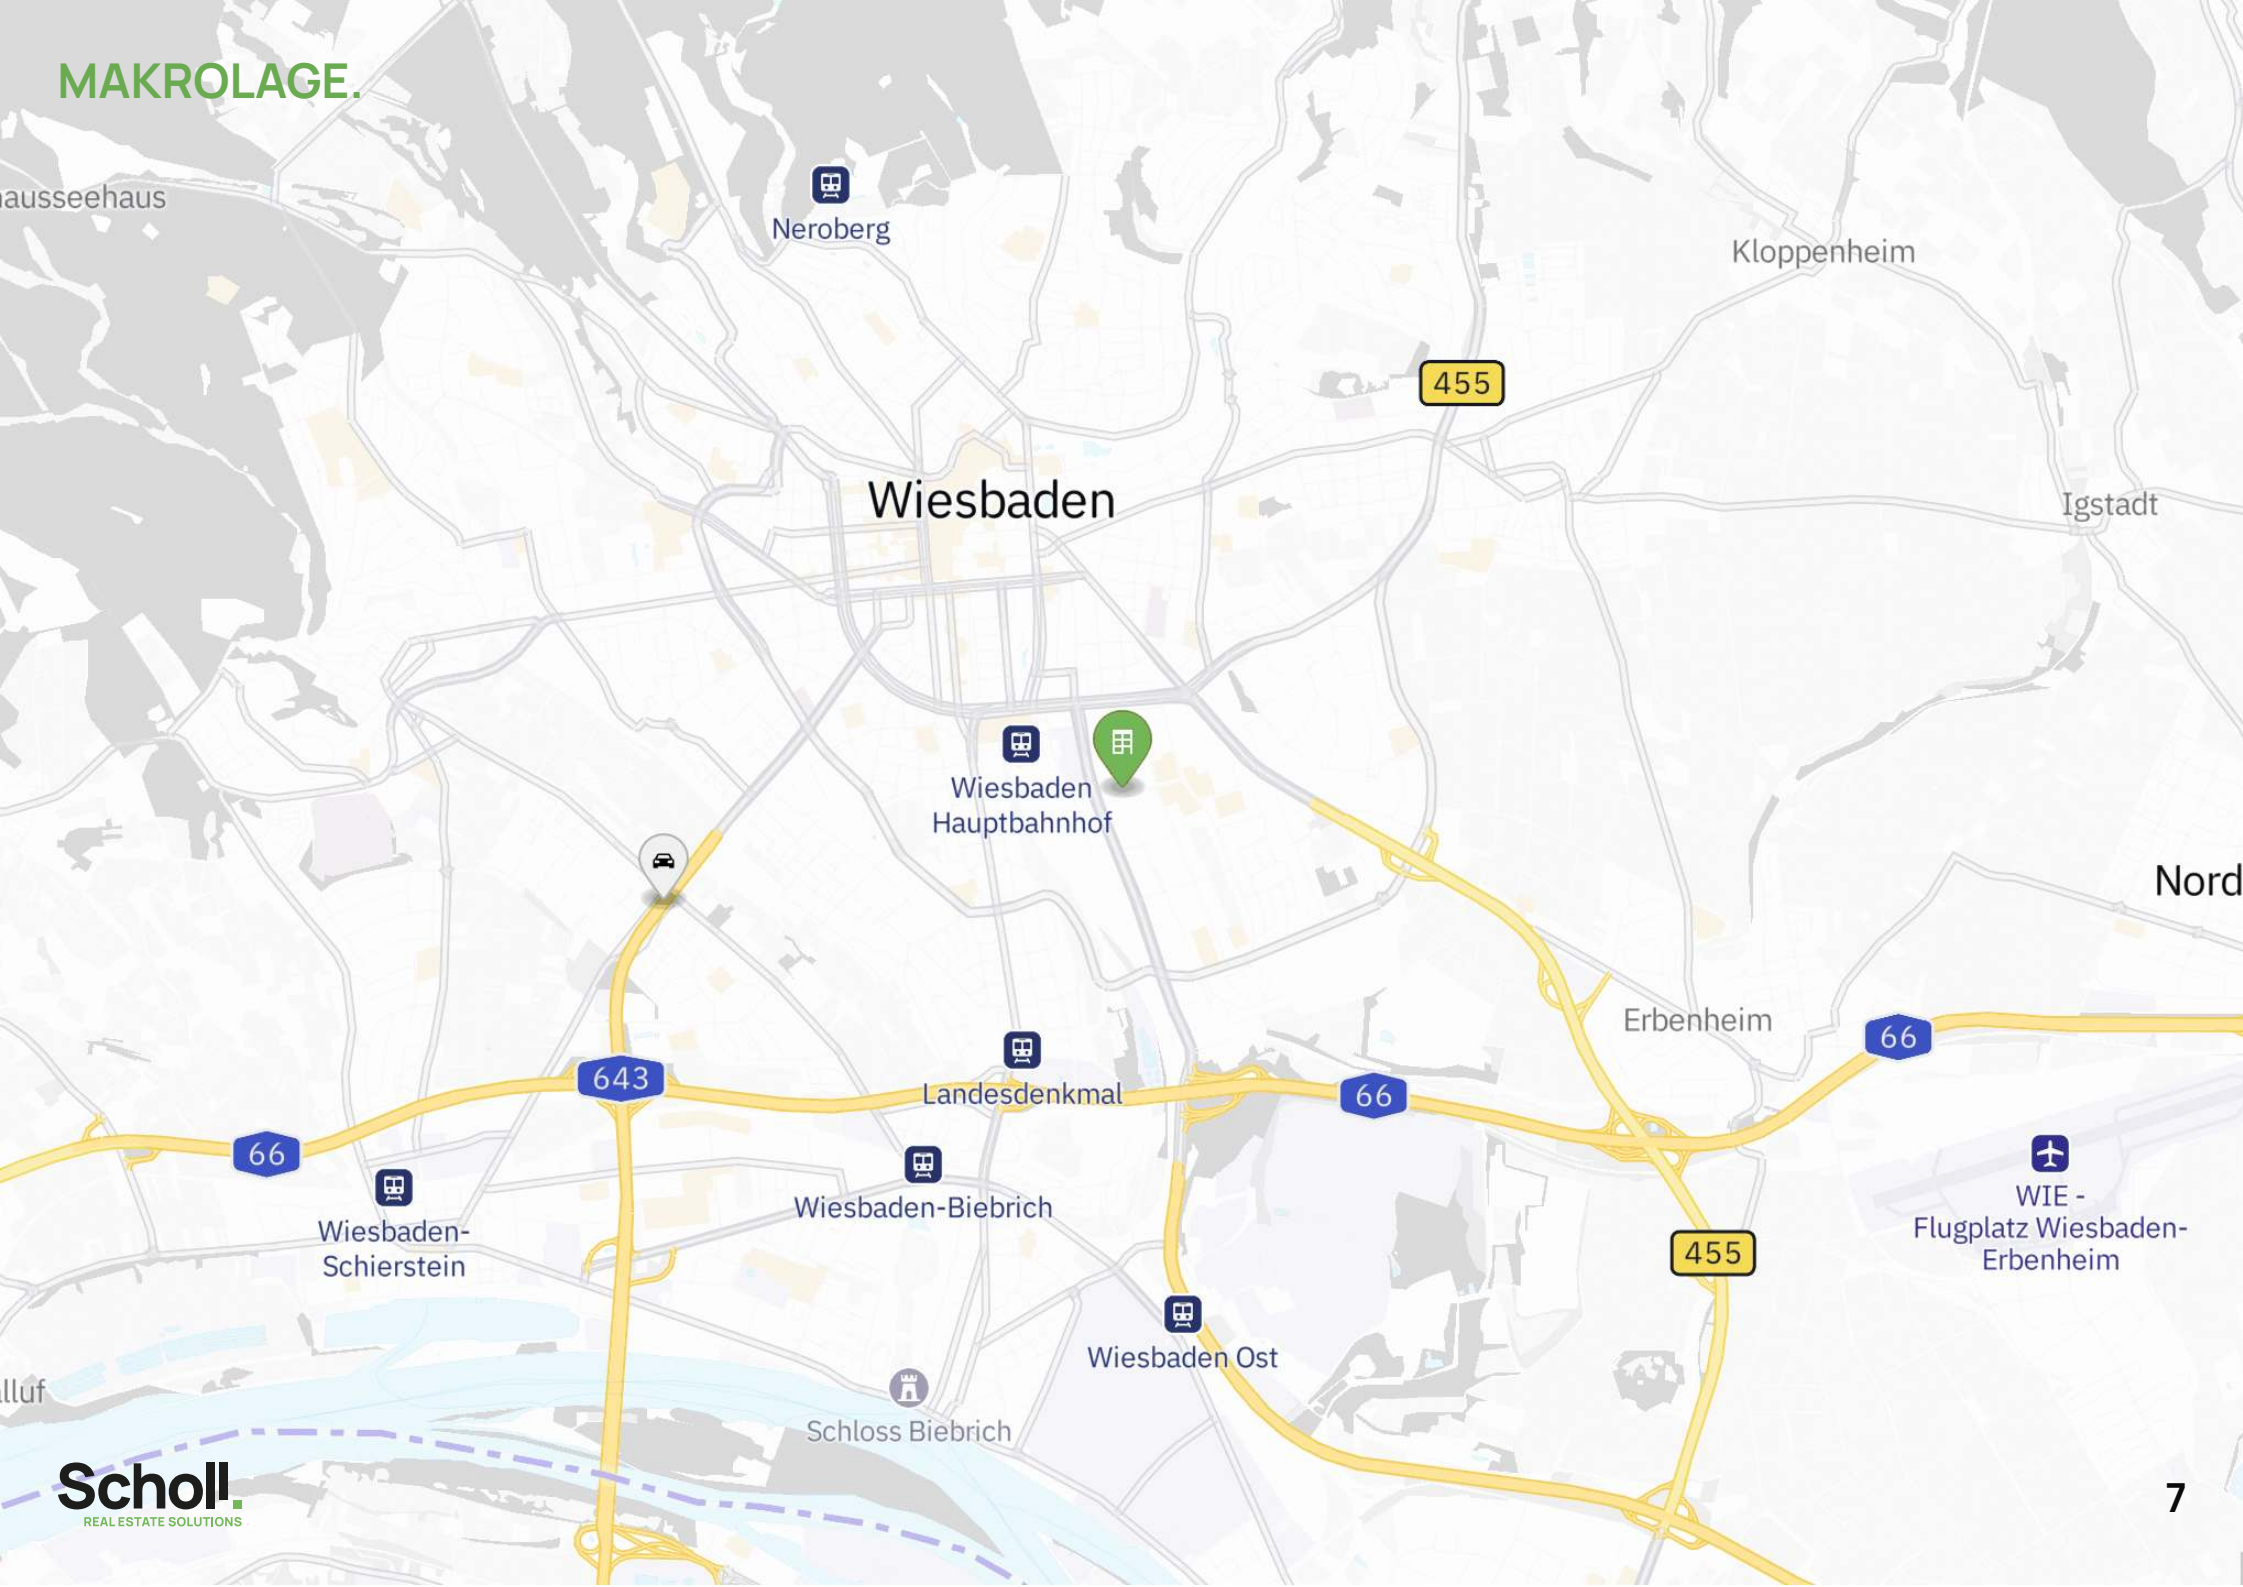 MAKROLAGE.
ausseehaus
Neroberg
Kloppenheim
455
Wiesbaden
Igstadt
Wiesbaden
Hauptbahnhof
Nord
Erbenheim
66
643
Landesdenkmal
66
66
Wiesbaden-
Schierstein
Wiesbaden-Biebrich
WIE -
Flugplatz Wiesbaden-
Erbenheim
455
Wiesbaden Ost
lluf
Schloss Biebrich
Scholl.
REAL ESTATE SOLUTIONS
7